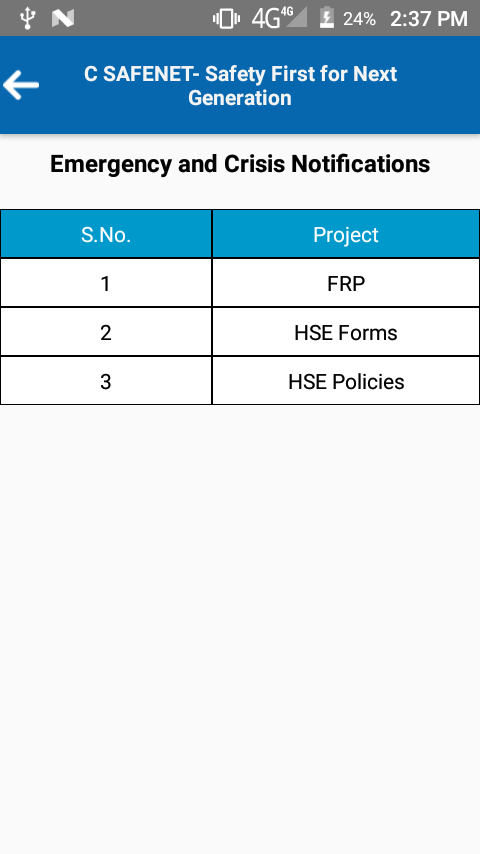 4G 4G 24% 2:37 PM
C SAFENET- Safety First for Next
Generation
Emergency and Crisis Notifications
S.No. Project
1 FRP
2 HSE Forms
3 HSE Policies